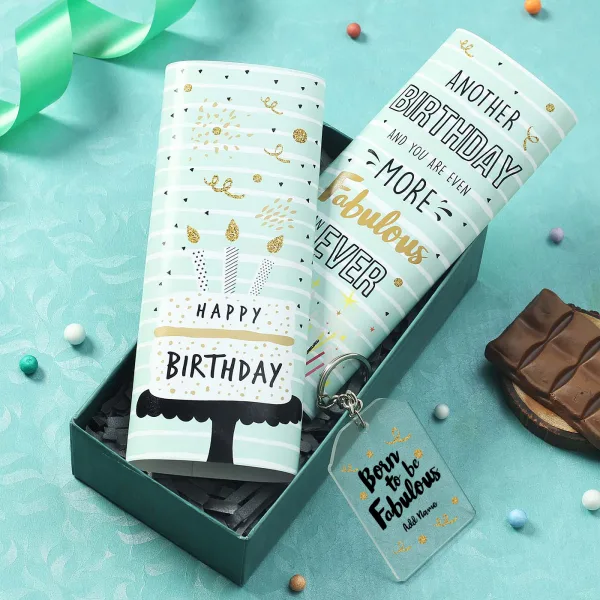 HAPPY
BIRTHDAY
ANOTHER
BIRTHDAY
AND YOU ARE EVEN
MORE
Fabulous
EVER
Born
to be
Fabulous
Add Name